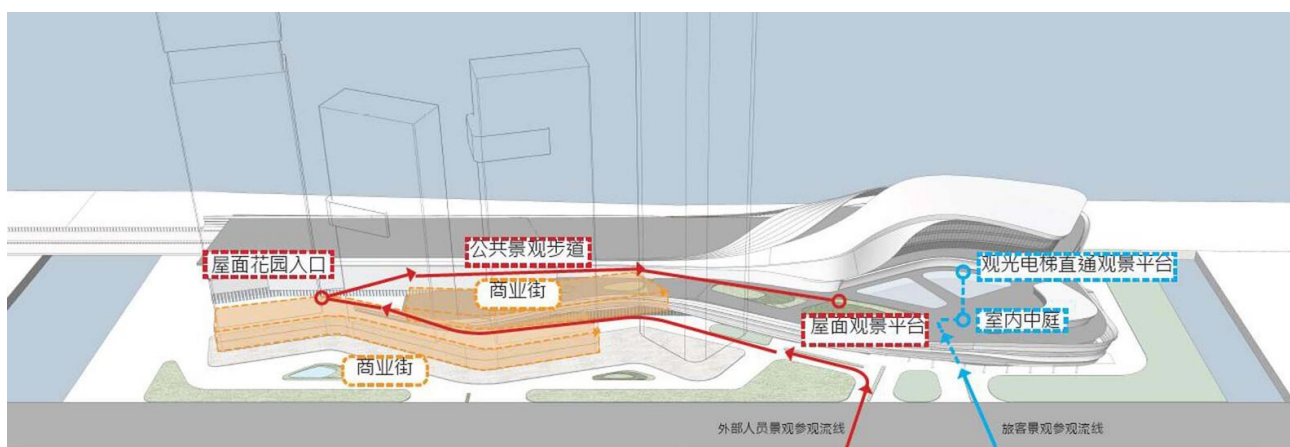 公共景观步道
屋面花园入口
观光电梯直通观景平台
商业街
屋面观景平台
室内中庭
商业街
外部人员景观参观流线
旅客景观参观流线